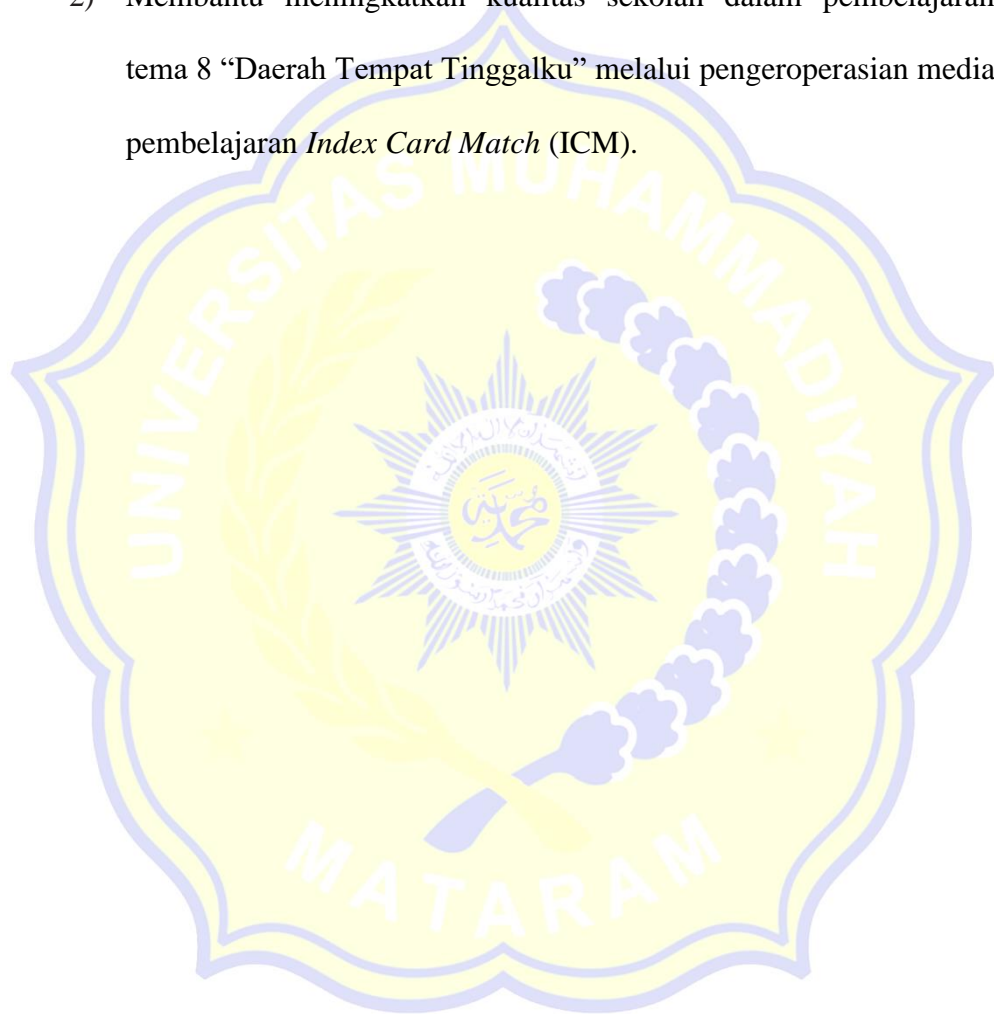 2) Membantu meningkatkan kualitas sekolah dalam pembelajaran
tema 8 “Daerah Tempat Tinggalku” melalui pengeroperasian media
pembelajaran Index Card Match (ICM).
UNIVERSITAS MUHAMMADIYAH
MATARAM